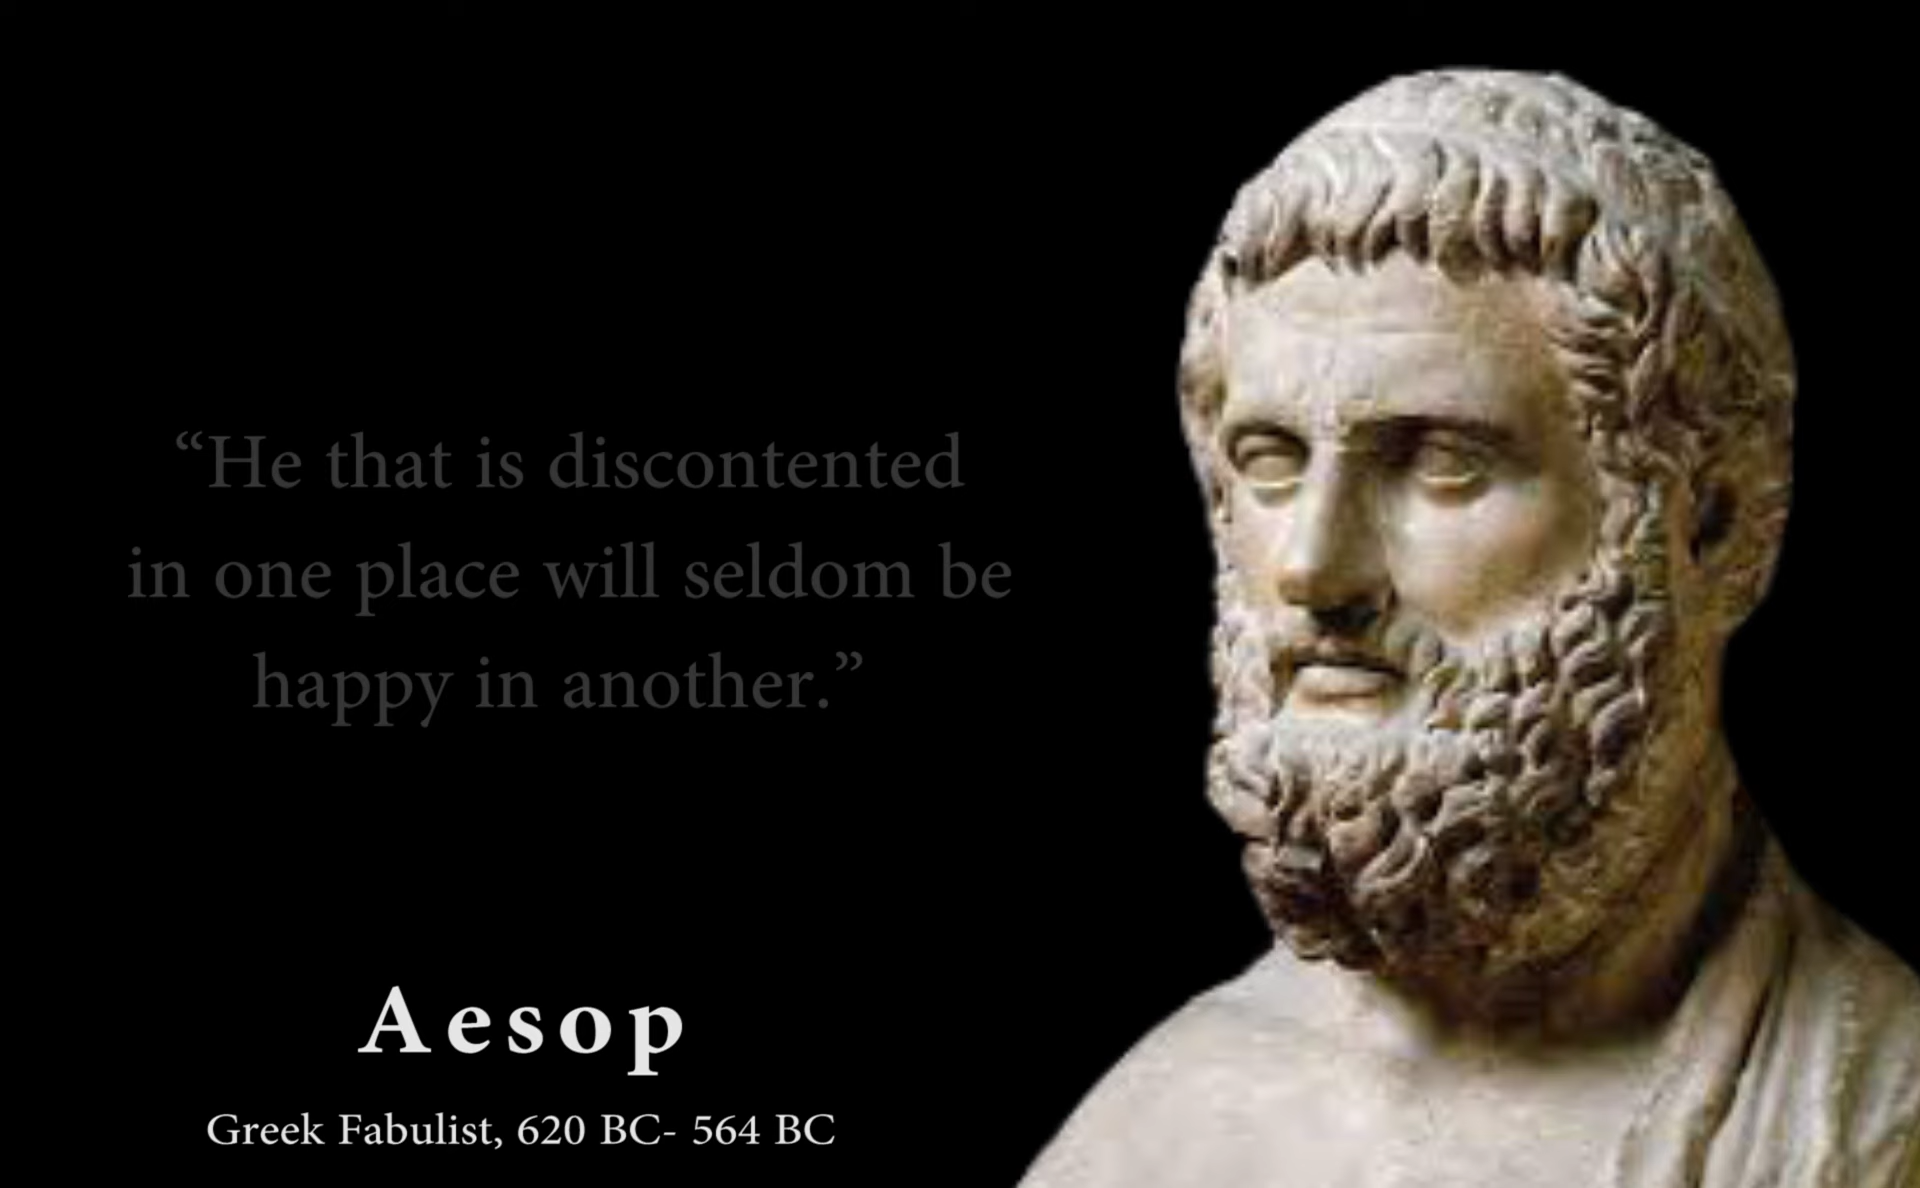 “He that is discontented
in one place will seldom be
happy in another.”
Aesop
Greek Fabulist, 620 BC- 564 BC